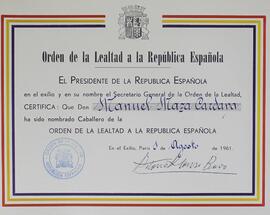 Orden de la Lealtad a la República Española
EL PRESIDENTE DE LA REPUBLICA ESPAÑOLA
en el exilio y en su nombre el Secretario General de la Orden de la Lealtad,
CERTIFICA: Que Don Manuel Maza
ha sido nombrado Caballero de la
ORDEN DE LA LEALTAD A LA REPUBLICA ESPAÑOLA
En el Exilio, París de Agosto de 1961